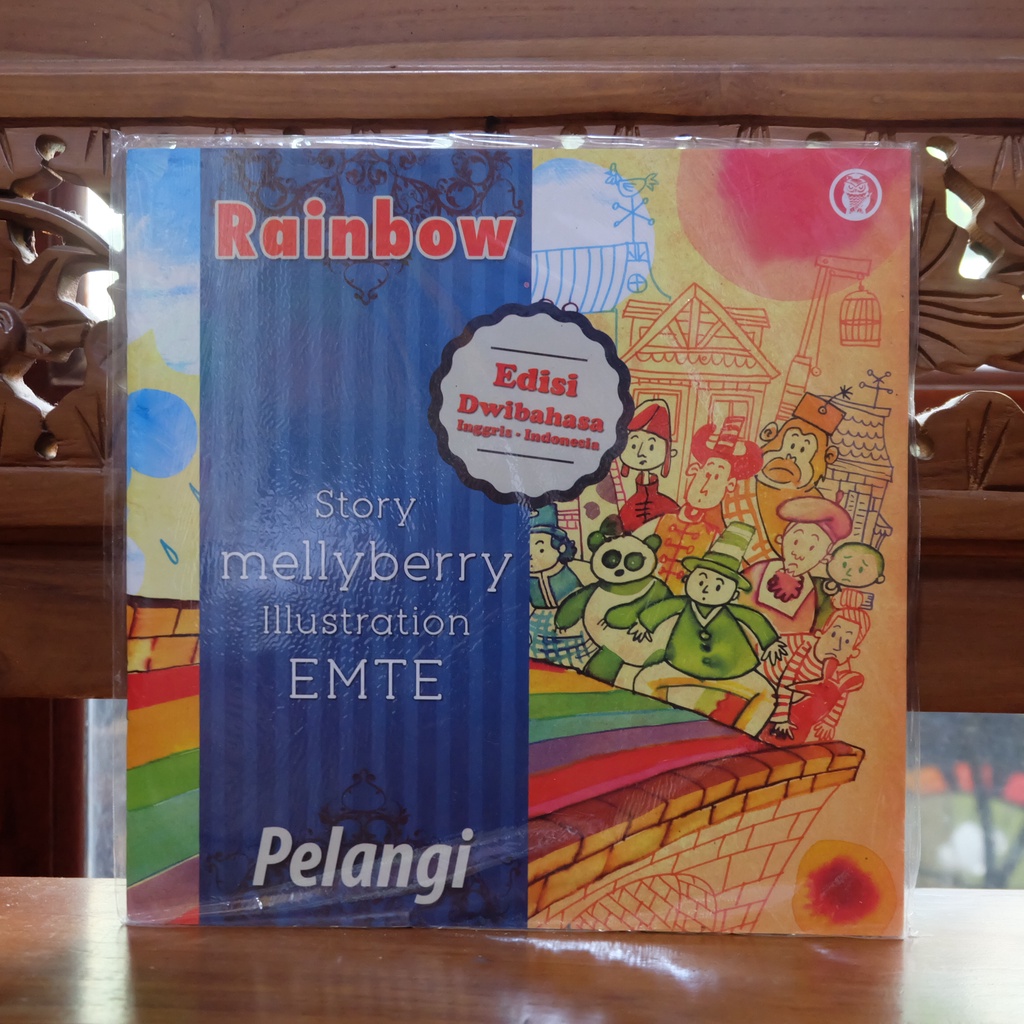 Rainbow
Edisi
Dwibahasa
Inggris - Indonesia
Story
mellyberry
Illustration
EMTE
Pelangi